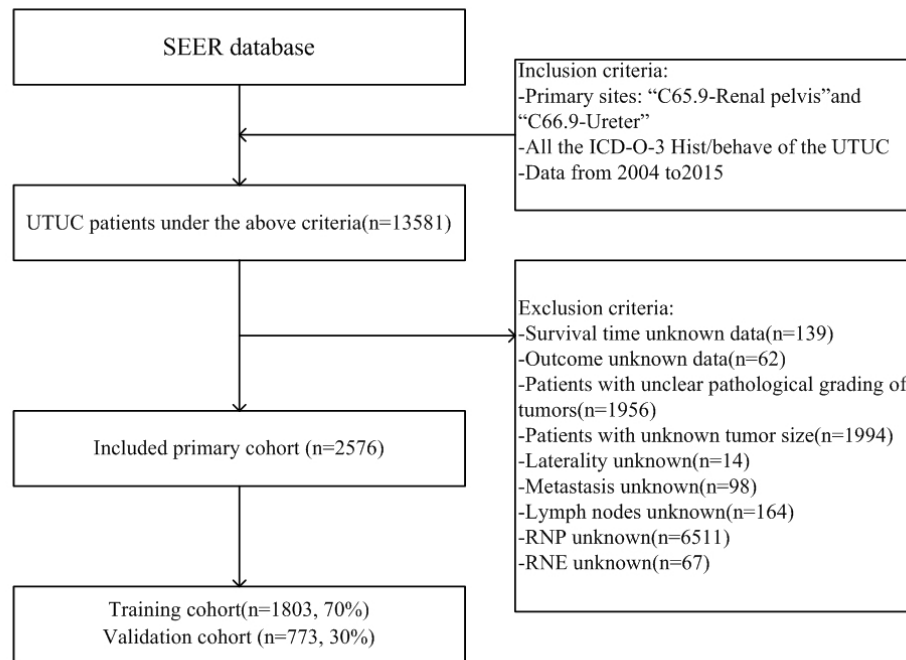 SEER database
Inclusion criteria:
-Primary sites: “C65.9-Renal pelvis”and
“C66.9-Ureter”
-All the ICD-O-3 Hist/behave of the UTUC
-Data from 2004 to2015
UTUC patients under the above criteria(n=13581)
Exclusion criteria:
-Survival time unknown data(n=139)
-Outcome unknown data(n=62)
-Patients with unclear pathological grading of
tumors(n=1956)
-Patients with unknown tumor size(n=1994)
-Laterality unknown(n=14)
-Metastasis unknown(n=98)
-Lymph nodes unknown(n=164)
-RNP unknown(n=6511)
-RNE unknown(n=67)
Included primary cohort (n=2576)
Training cohort(n=1803, 70%)
Validation cohort (n=773, 30%)